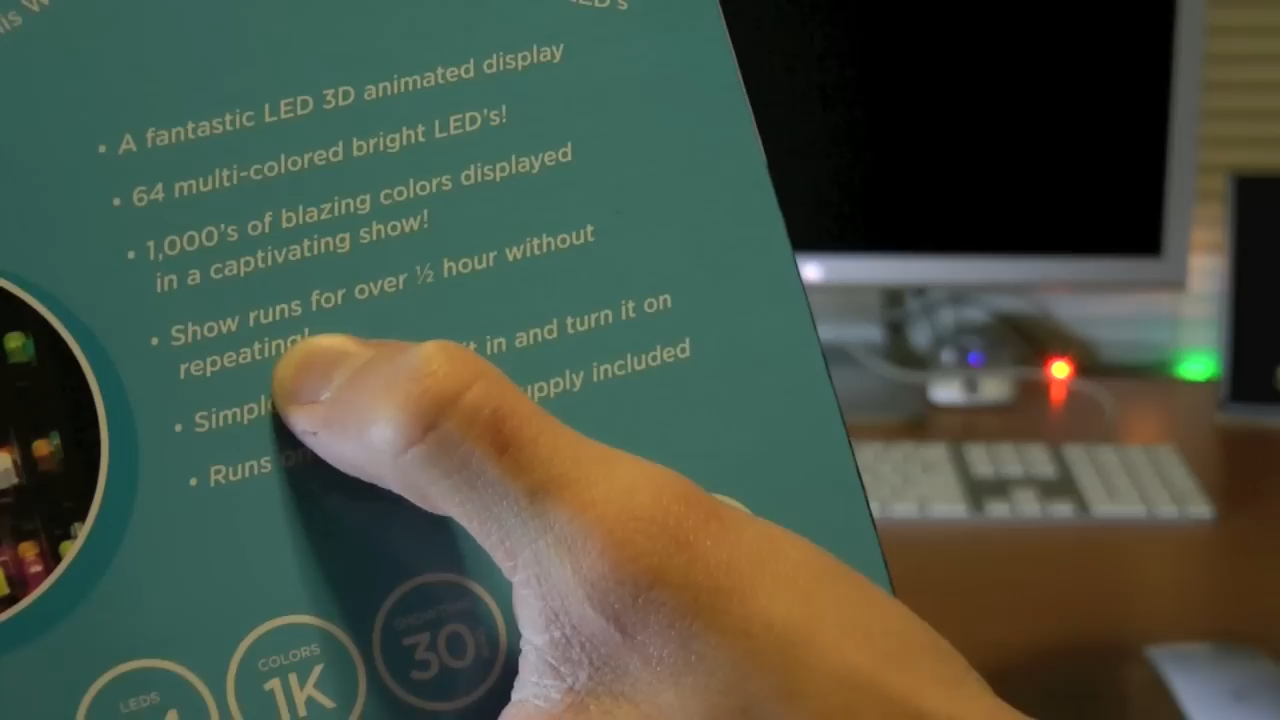 • A fantastic LED 3D animated display
• 64 multi-colored bright LED's!
• 1,000's of blazing colors displayed
in a captivating show!
• Show runs for over ½ hour without
repeating!
• Simple in and turn it on
• Runs included
LEDS
COLORS
1K
30